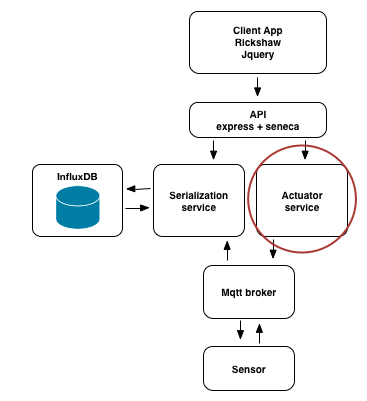 Client App
Rickshaw
Jquery
API
express + seneca
InfluxDB
Serialization
service
Actuator
service
Mqtt broker
Sensor